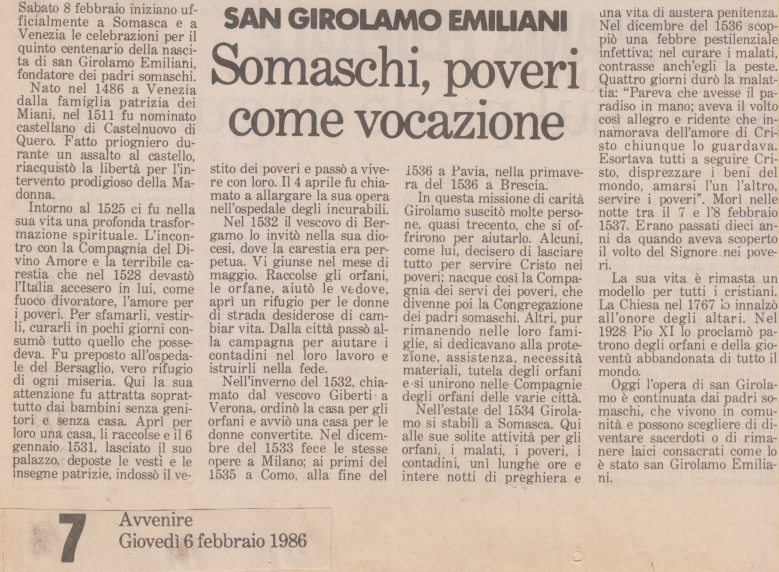 SAN GIROLAMO EMILIANI
Somaschi, poveri
come vocazione
Sabato 8 febbraio iniziano uf-
ficialmente a Somasca e a
Venezia le celebrazioni per il
quinto centenario della nasci-
ta di san Girolamo Emiliani,
fondatore dei padri somaschi.
Nato nel 1486 a Venezia
dalla famiglia patrizia dei
Miani, nel 1511 fu nominato
castellano di Castelnuovo di
Quero. Fatto priogniero du-
rante un assalto al castello,
riacquistò la libertà per l'in-
tervento prodigioso della Ma-
donna.
Intorno al 1525 ci fu nella
sua vita una profonda trasfor-
mazione spirituale. L'incon-
tro con la Compagnia del Di-
vino Amore e la terribile ca-
restia che nel 1528 devastò
l'Italia accesero in lui, come
fuoco divoratore, l'amore per
i poveri. Per sfamarli, vestir-
li, curarli in pochi giorni con-
sumò tutto quello che posse-
deva. Fu preposto all'ospeda-
le del Bersaglio, vero rifugio
di ogni miseria. Qui la sua
attenzione fu attratta soprat-
tutto dai bambini senza geni-
tori e senza casa. Aprì per
loro una casa, li raccolse e il 6
gennaio 1531, lasciato il suo
palazzo, deposte le vesti e le
insegne patrizie, indossò il ve-
stito dei poveri e passò a vive-
re con loro. Il 4 aprile fu chia-
mato a allargare la sua opera
nell'ospedale degli incurabili.
Nel 1532 il vescovo di Ber-
gamo lo invitò nella sua dio-
cesi, dove la carestia era per-
petua. Vi giunse nel mese di
maggio. Raccolse gli orfani,
le orfane, aiutò le vedove,
aprì un rifugio per le donne
di strada desiderose di cam-
biar vita. Dalla città passò al-
la campagna per aiutare i
contadini nel loro lavoro e
istruirli nella fede.
Nell'inverno del 1532, chia-
mato dal vescovo Giberti a
Verona, ordinò la casa per gli
orfani e avviò una casa per le
donne convertite. Nel dicem-
bre del 1533 fece le stesse
opere a Milano; ai primi del
1535 a Como, alla fine del
1536 a Pavia, nella primave-
ra del 1536 a Brescia.
In questa missione di carità
Girolamo suscitò molte perso-
ne, quasi trecento, che si of-
frirono per aiutarlo. Alcuni,
come lui, decisero di lasciare
tutto per servire Cristo nei
poveri; nacque così la Compa-
gnia dei servi dei poveri, che
divenne poi la Congregazione
dei padri somaschi. Altri, pur
rimanendo nelle loro fami-
glie, si dedicavano alla prote-
zione, assistenza, necessità
materiali, tutela degli orfani
e si unirono nelle Compagnie
degli orfani delle varie città.
Nell'estate del 1534 Girola-
mo si stabilì a Somasca. Qui
alle sue solite attività per gli
orfani, i malati, i poveri, i
contadini, unì lunghe ore e
intere notti di preghiera e
una vita di austera penitenza.
Nel dicembre del 1536 scop-
piò una febbre pestilenziale
infettiva; nel curare i malati,
contrasse anch'egli la peste.
Quattro giorni durò la malat-
tia: "Pareva che avesse il pa-
radiso in mano; aveva il volto
così allegro e ridente che in-
namorava dell'amore di Cri-
sto chiunque lo guardava.
Esortava tutti a seguire Cri-
sto, disprezzare i beni del
mondo, amarsi l'un l'altro,
servire i poveri". Morì nelle
notte tra il 7 e l'8 febbraio
1537. Erano passati dieci an-
ni da quando aveva scoperto
il volto del Signore nei pove-
ri.
La sua vita è rimasta un
modello per tutti i cristiani.
La Chiesa nel 1767 lo innalzò
all'onore degli altari. Nel
1928 Pio XI lo proclamò pa-
trono degli orfani e della gio-
ventù abbandonata di tutto il
mondo.
Oggi l'opera di san Girola-
mo è continuata dai padri so-
maschi, che vivono in comu-
nità e possono scegliere di di-
ventare sacerdoti o di rima-
nere laici consacrati come lo
è stato san Girolamo Emilia-
ni.
7
Avvenire
Giovedì 6 febbraio 1986